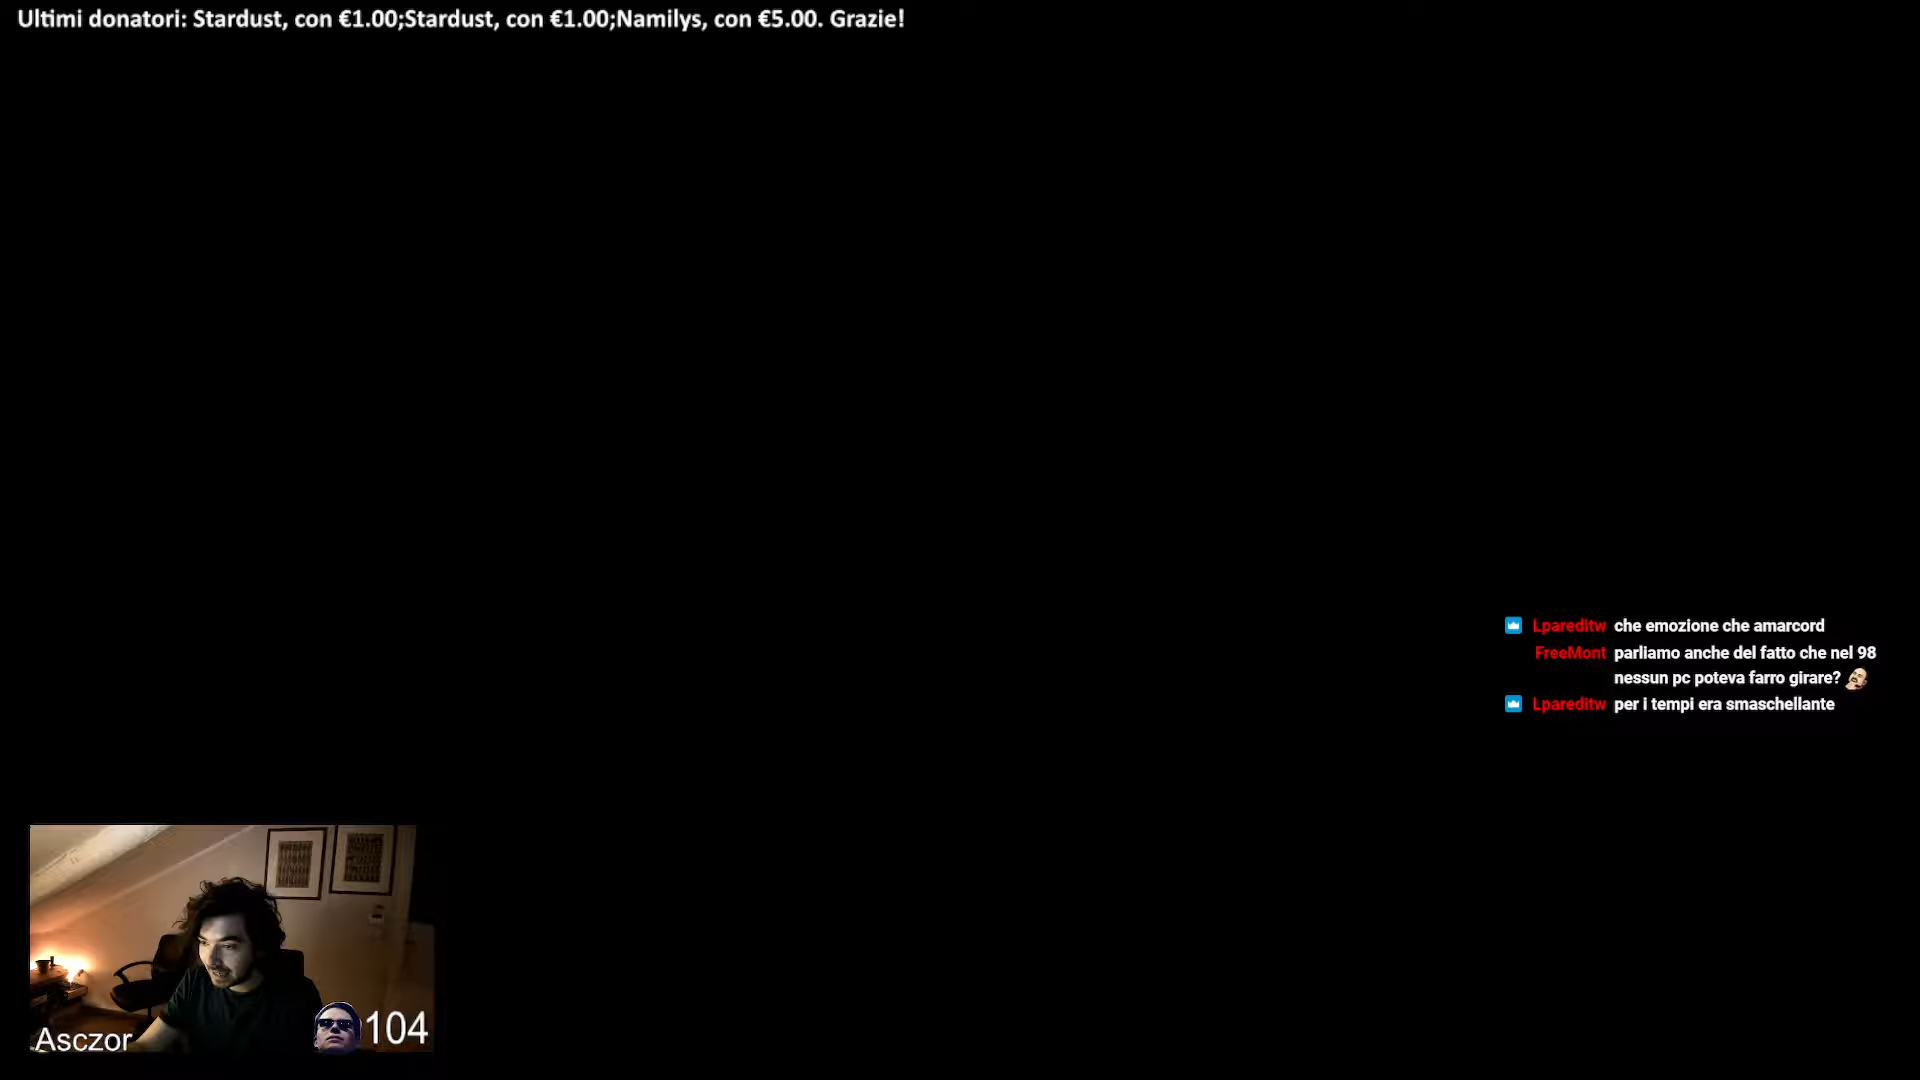 Ultimi donatori: Stardust, con €1.00;Stardust, con €1.00;Namilys, con €5.00. Grazie!
Lpareditw che emozione che amarcord
FreeMont parliamo anche del fatto che nel 98
nessun pc poteva farro girare?
Lpareditw per i tempi era smaschellante
Asczor
104